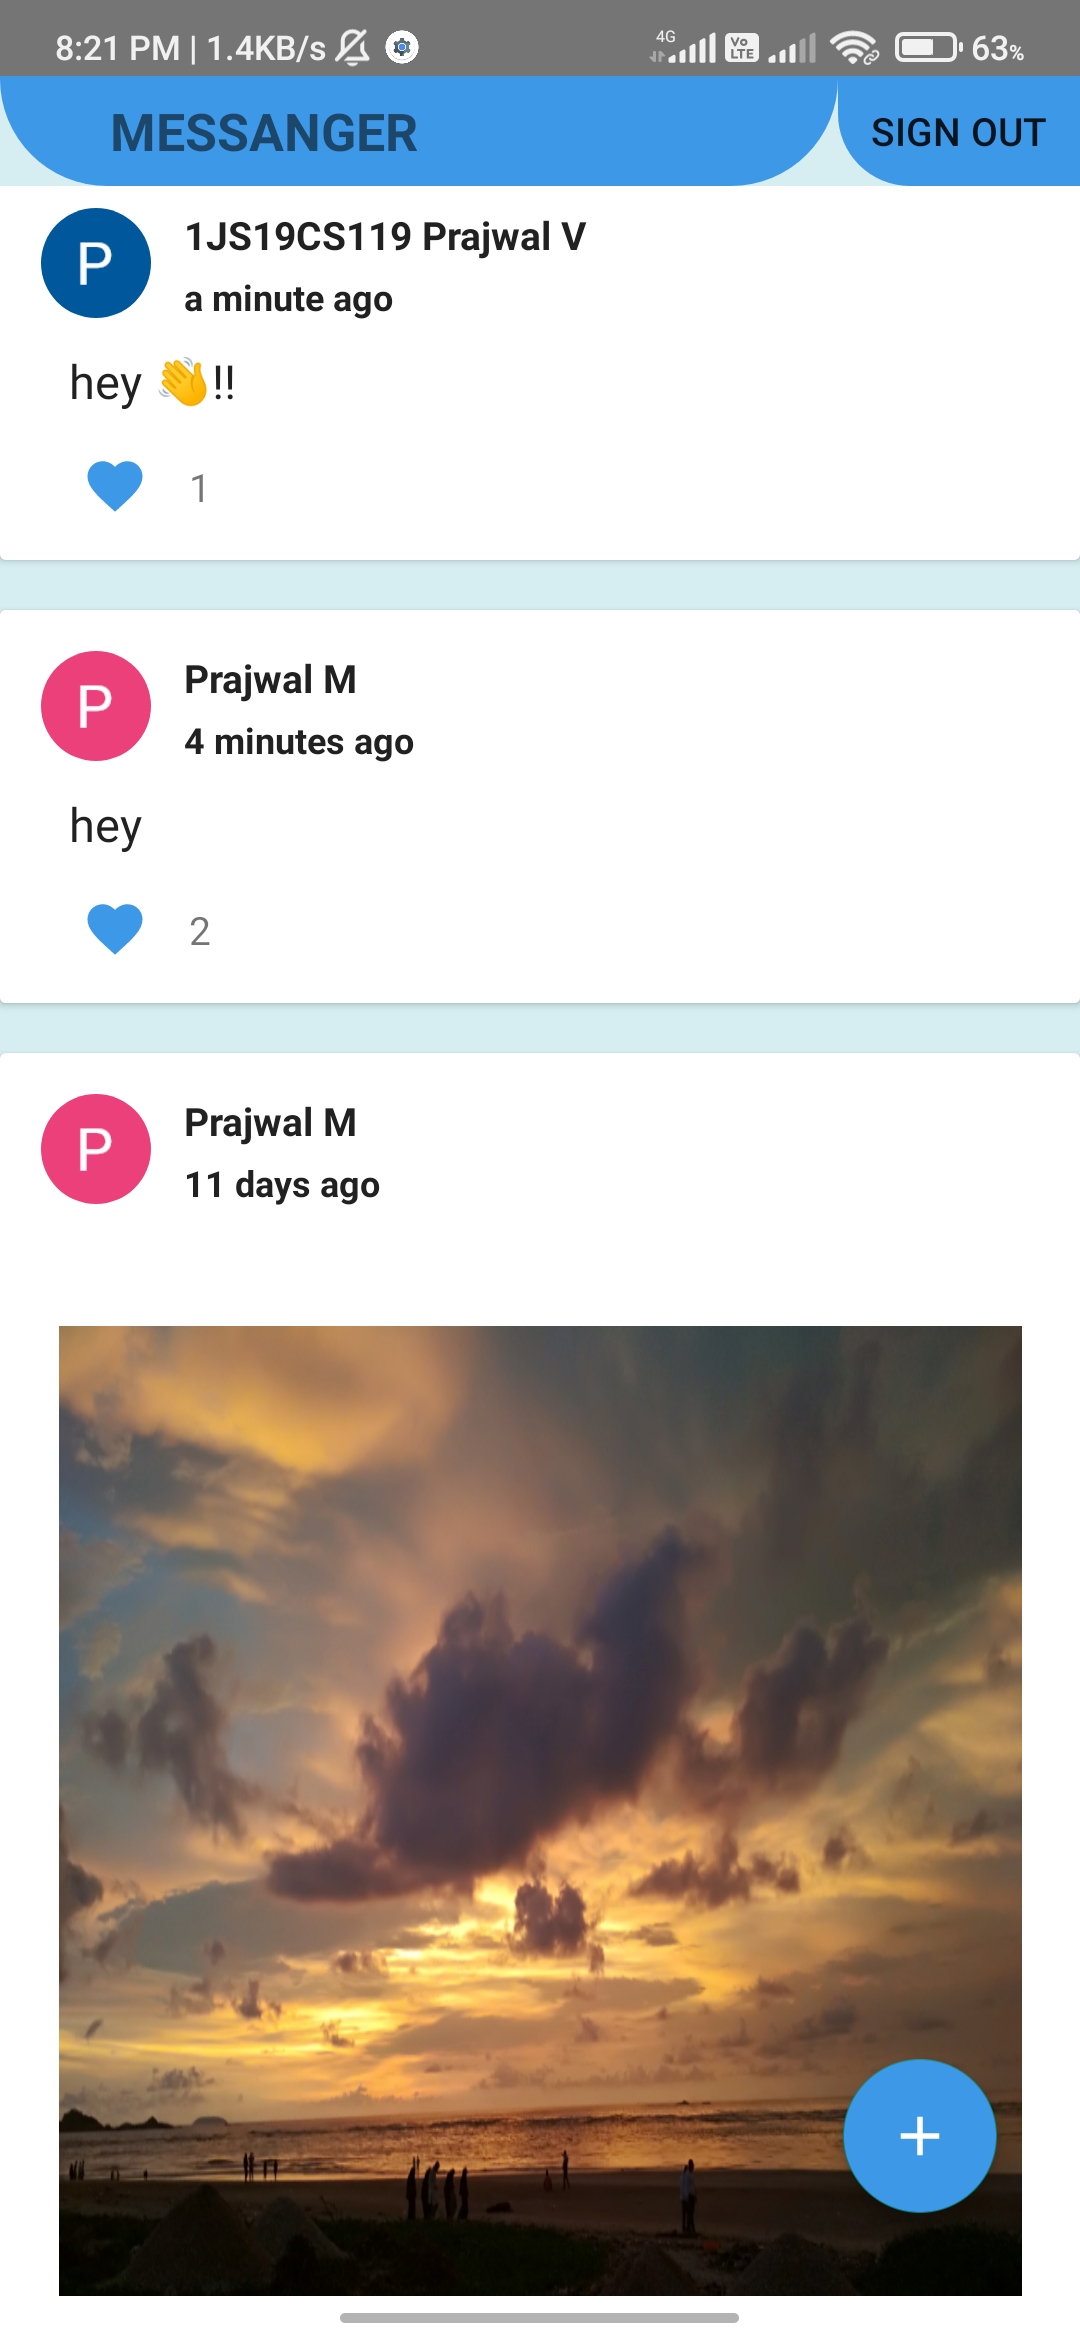 8:21 PM | 1.4KB/s 4G Vo LTE 63%
MESSANGER SIGN OUT
P 1JS19CS119 Prajwal V
a minute ago
hey 👋!!
1
P Prajwal M
4 minutes ago
hey
2
P Prajwal M
11 days ago
+